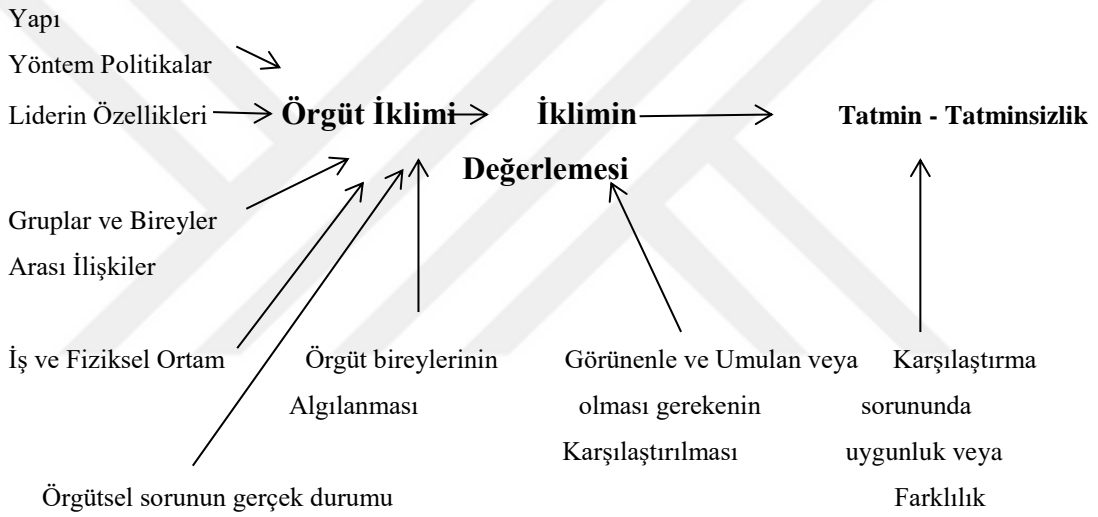 Yapı
Yöntem Politikalar
Liderin Özellikleri Örgüt İklimi İklimin Tatmin - Tatminsizlik
Değerlemesi
Gruplar ve Bireyler
Arası İlişkiler
İş ve Fiziksel Ortam Örgüt bireylerinin Görünenle ve Umulan veya Karşılaştırma
Algılanması olması gerekenin sorununda
Karşılaştırılması uygunluk veya
Örgütsel sorunun gerçek durumu Farklılık